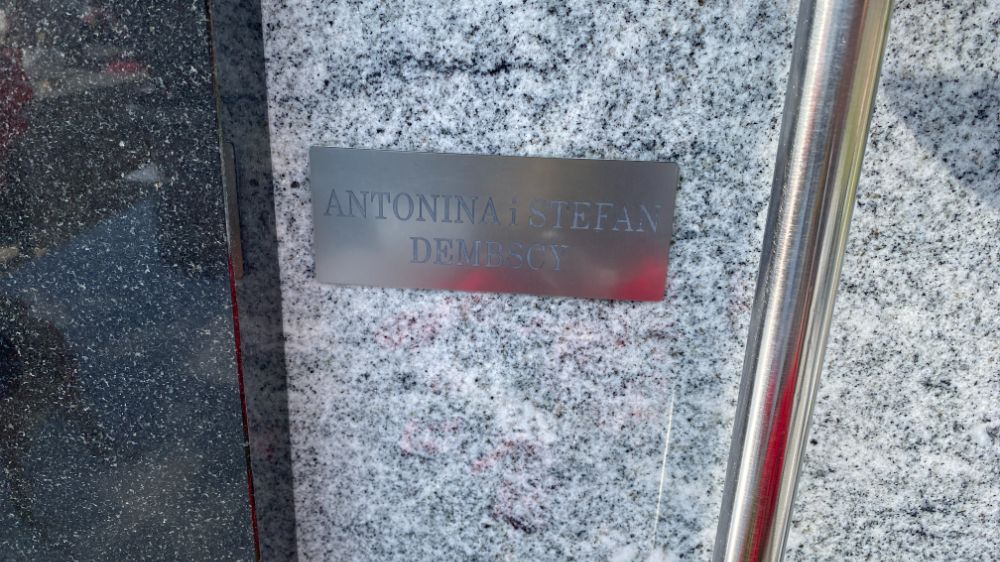 ANTONINA i STEFAN
DEMBSCY